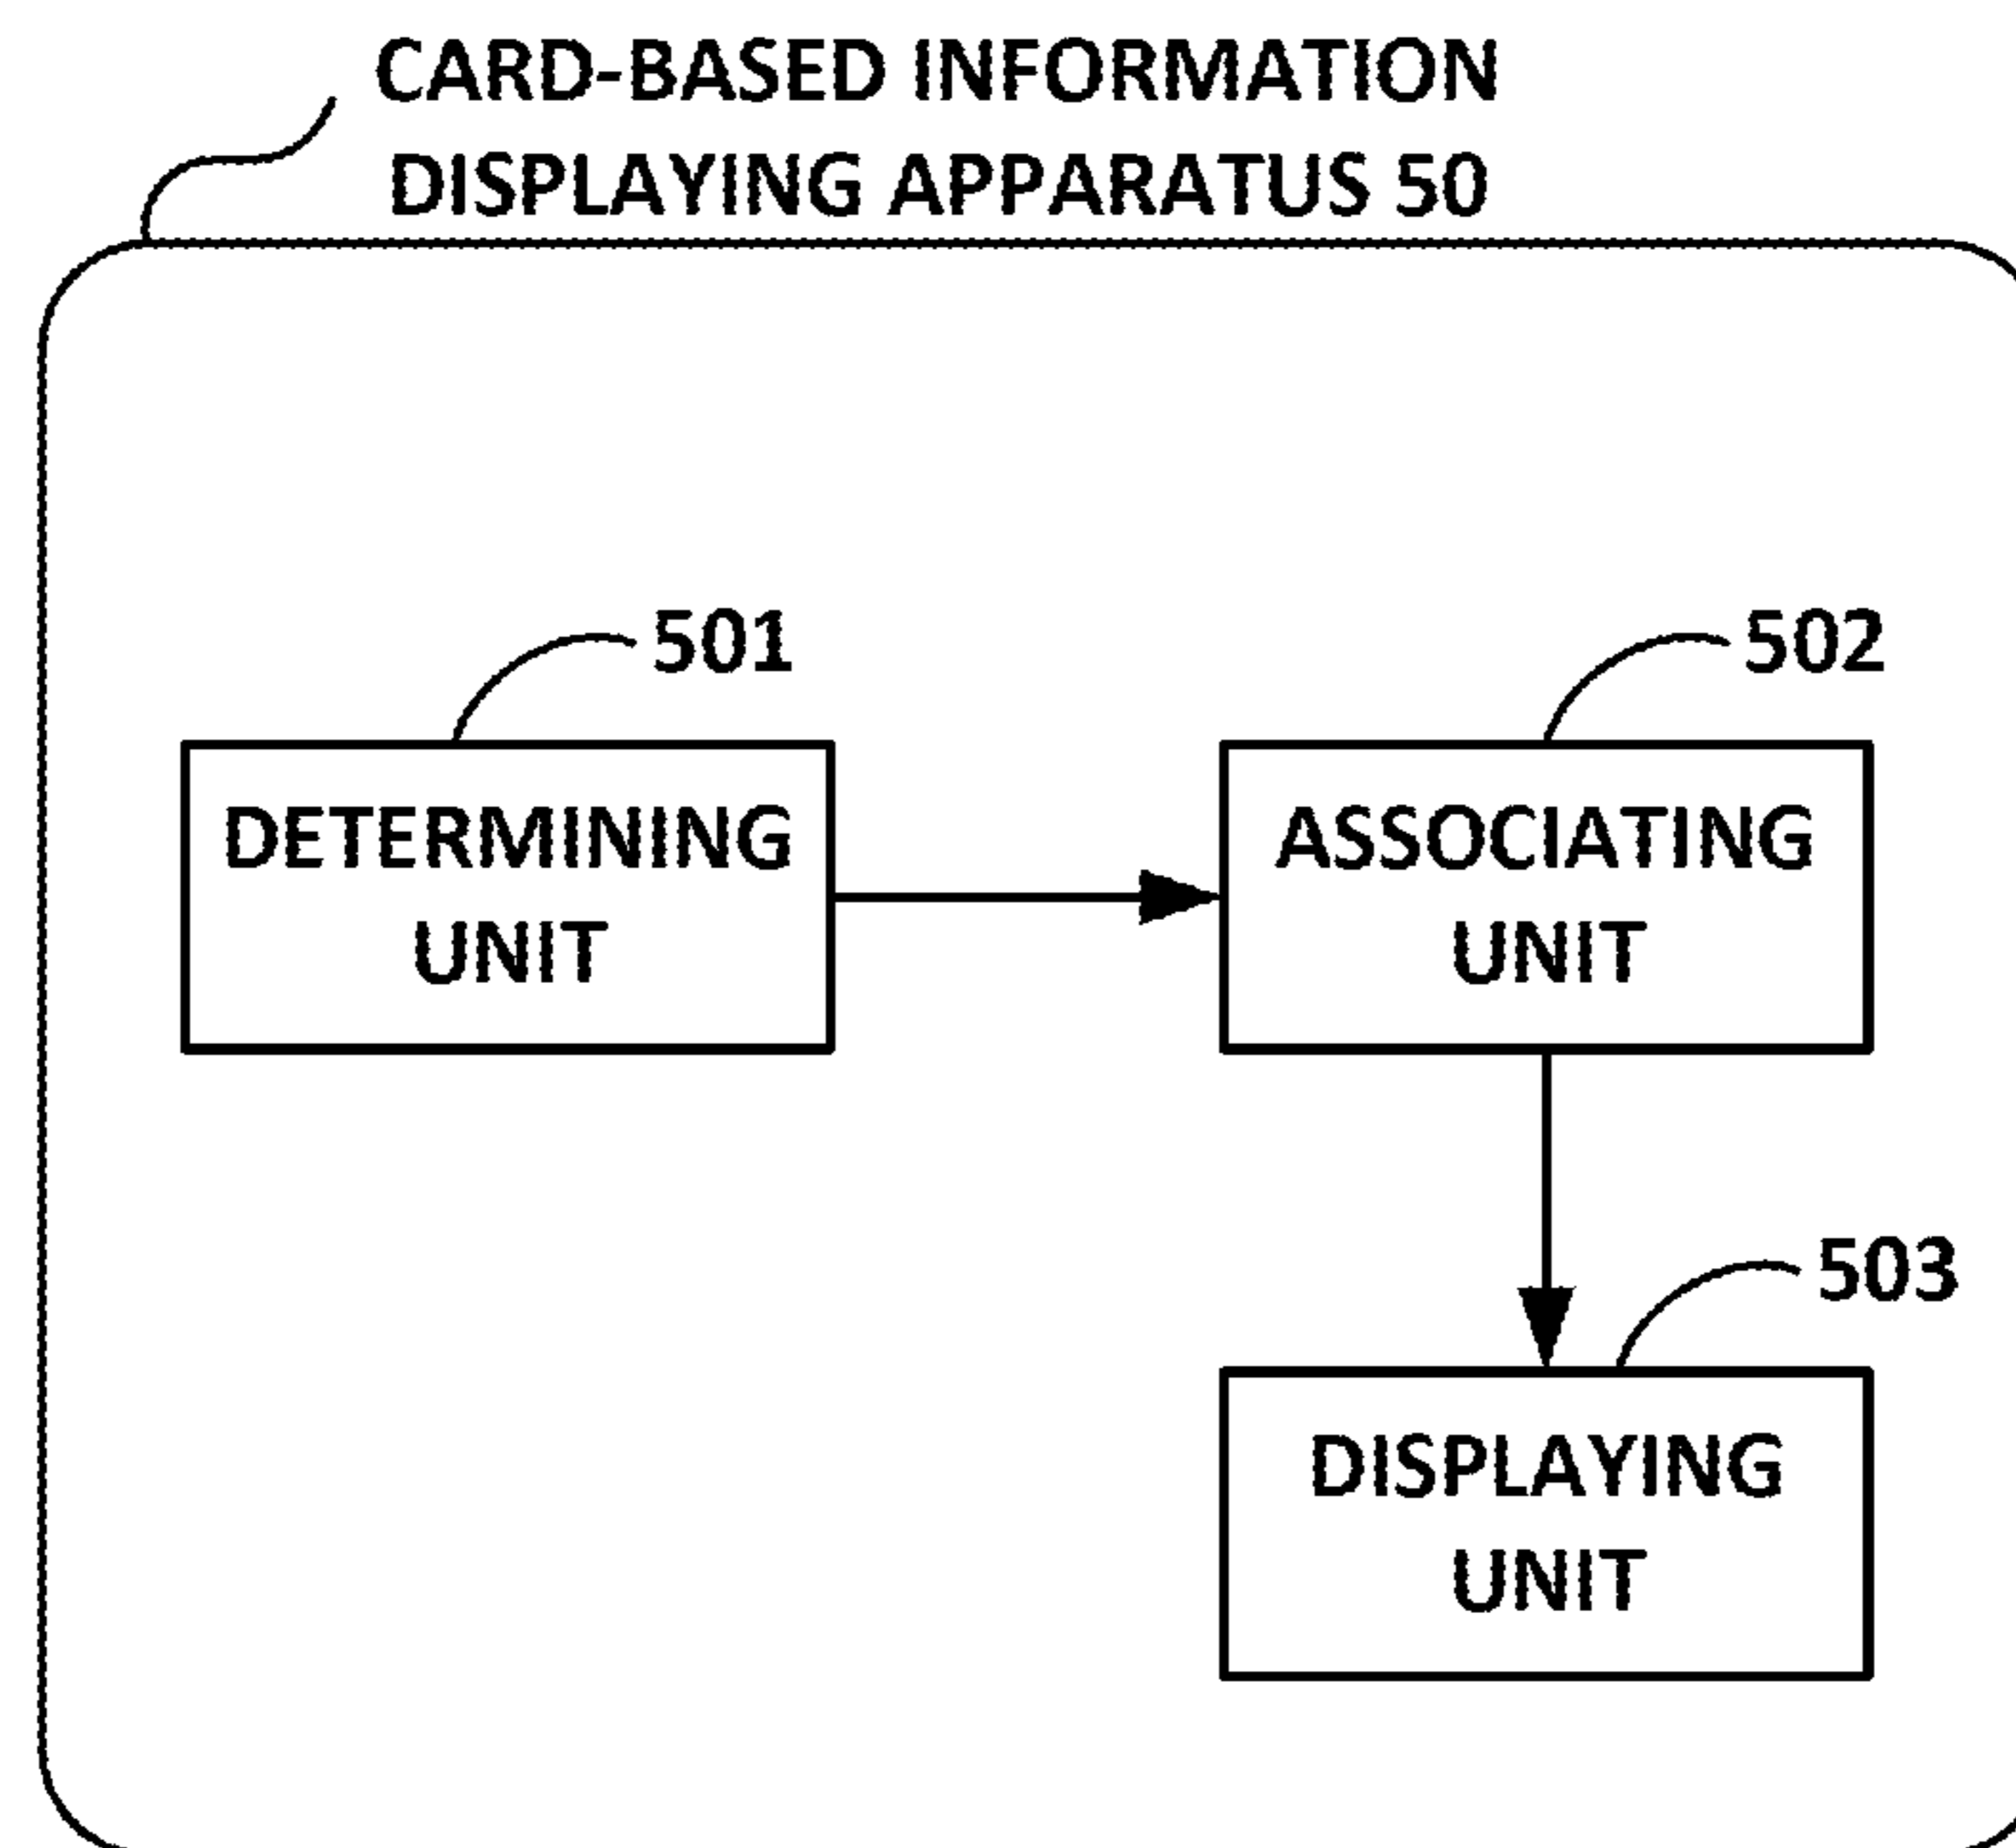 CARD-BASED INFORMATION
DISPLAYING APPARATUS 50
501
502
DETERMINING
UNIT
ASSOCIATING
UNIT
503
DISPLAYING
UNIT